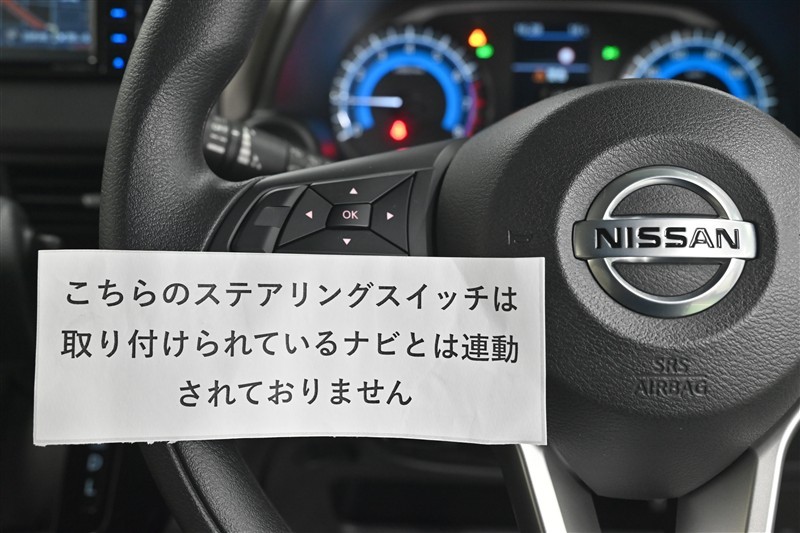 OK
NISSAN
こちらのステアリングスイッチは
取り付けられているナビとは連動
されておりません
SRS
AIRBAG